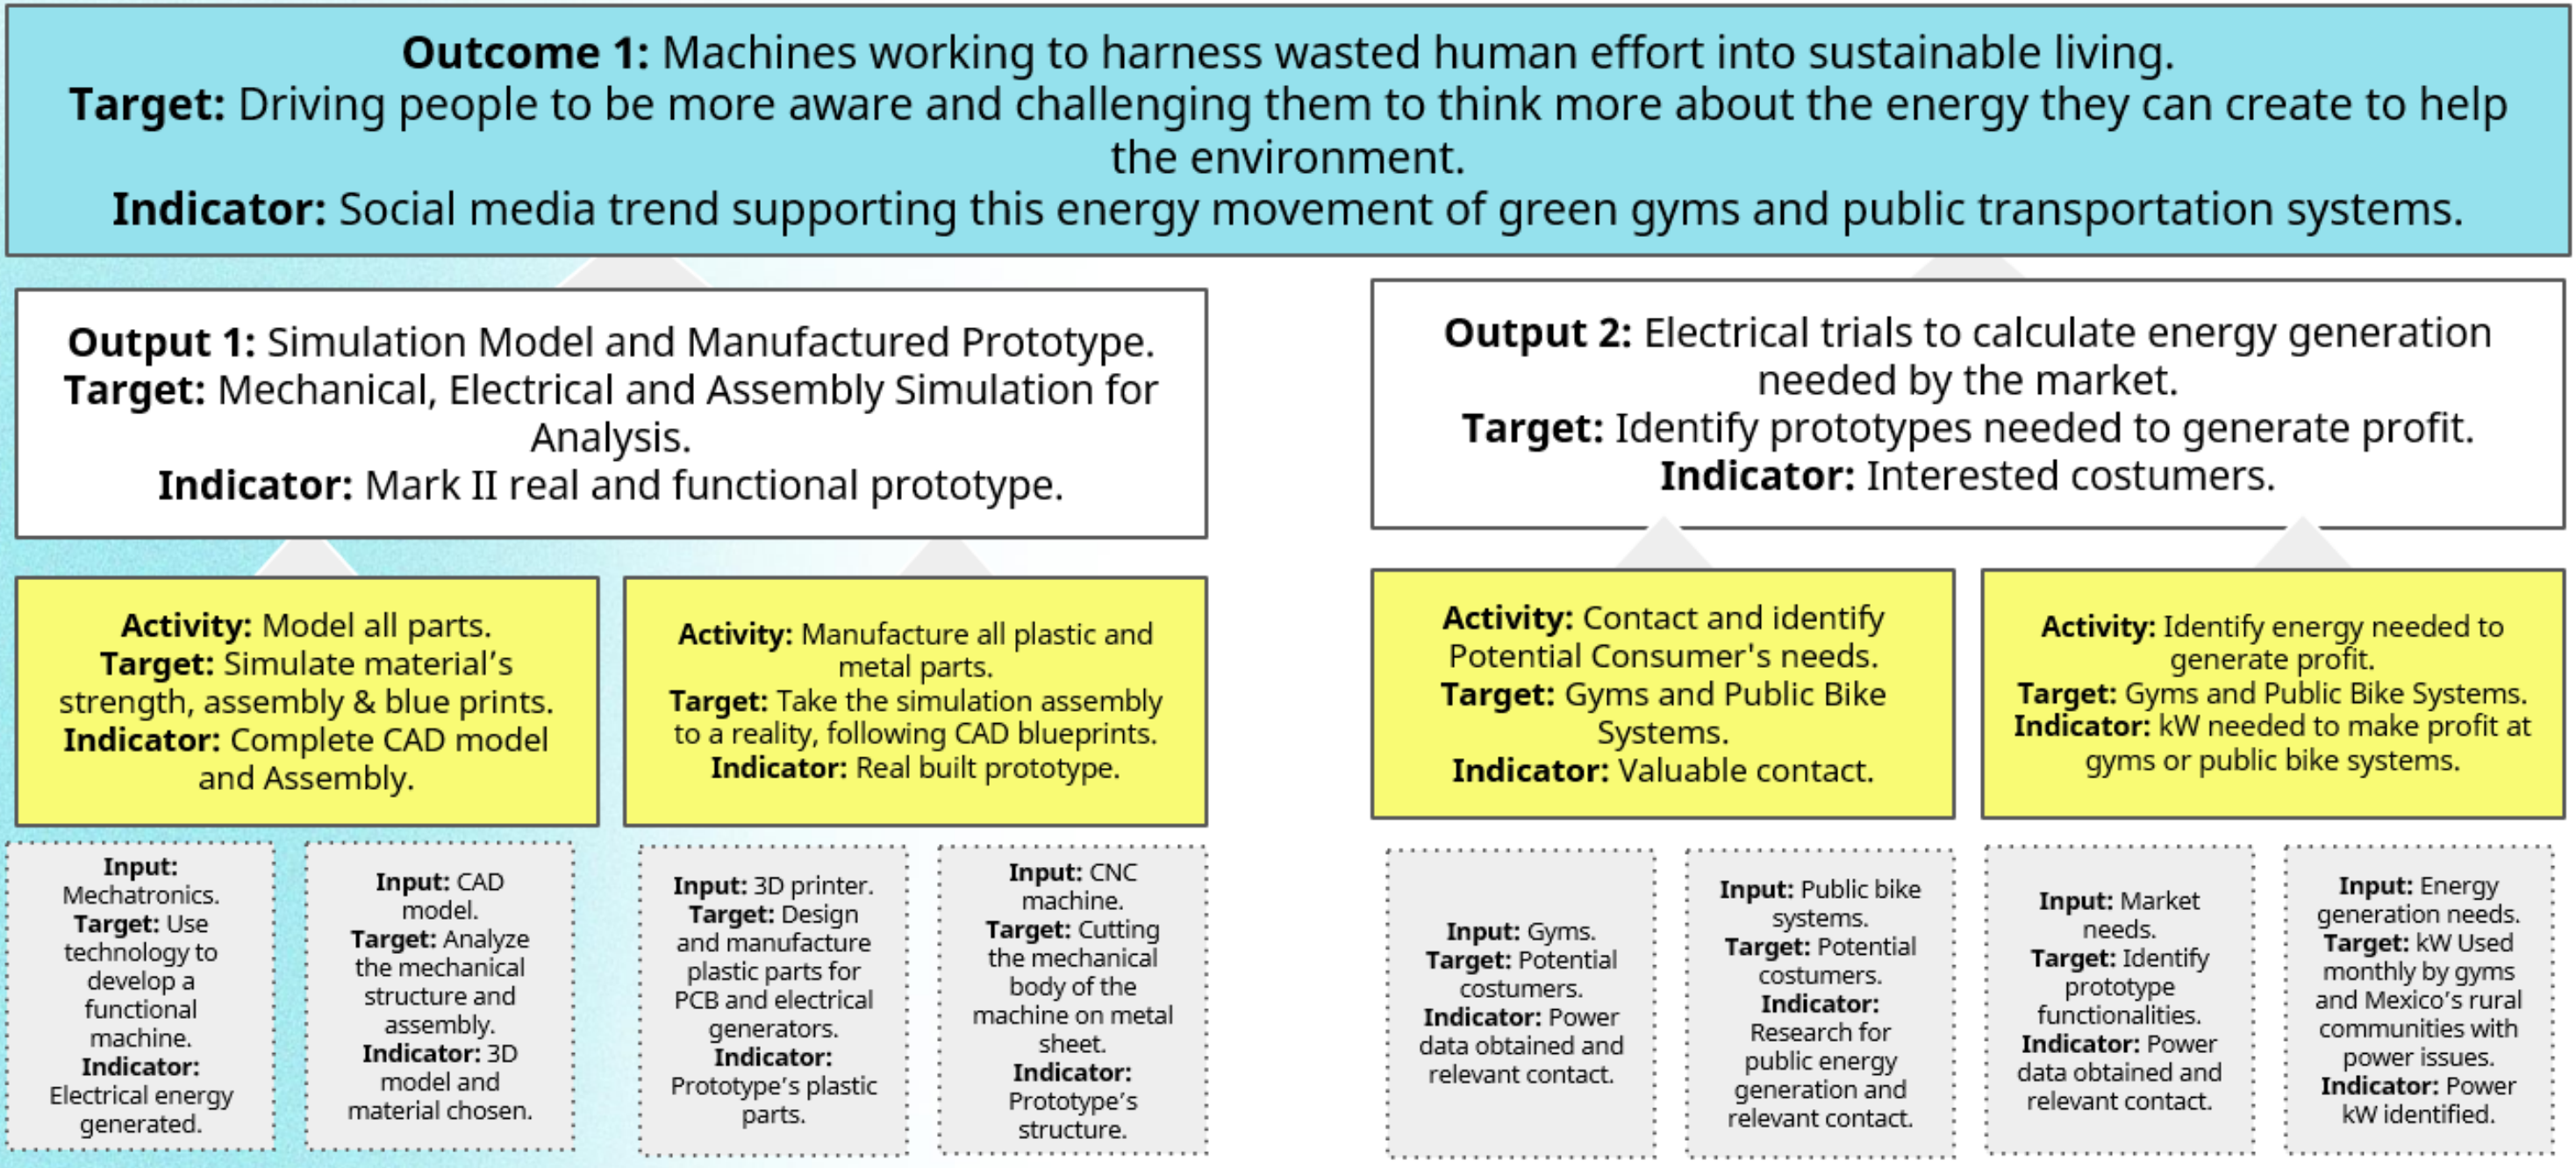 Outcome 1: Machines working to harness wasted human effort into sustainable living.
Target: Driving people to be more aware and challenging them to think more about the energy they can create to help
the environment.
Indicator: Social media trend supporting this energy movement of green gyms and public transportation systems.
Output 1: Simulation Model and Manufactured Prototype.
Target: Mechanical, Electrical and Assembly Simulation for
Analysis.
Indicator: Mark II real and functional prototype.
Output 2: Electrical trials to calculate energy generation
needed by the market.
Target: Identify prototypes needed to generate profit.
Indicator: Interested costumers.
Activity: Model all parts.
Target: Simulate material’s
strength, assembly & blue prints.
Indicator: Complete CAD model
and Assembly.
Activity: Manufacture all plastic and
metal parts.
Target: Take the simulation assembly
to a reality, following CAD blueprints.
Indicator: Real built prototype.
Activity: Contact and identify
Potential Consumer's needs.
Target: Gyms and Public Bike
Systems.
Indicator: Valuable contact.
Activity: Identify energy needed to
generate profit.
Target: Gyms and Public Bike Systems.
Indicator: kW needed to make profit at
gyms or public bike systems.
Input:
Mechatronics.
Target: Use
technology to
develop a
functional
machine.
Indicator:
Electrical energy
generated.
Input: CAD
model.
Target: Analyze
the mechanical
structure and
assembly.
Indicator: 3D
model and
material chosen.
Input: 3D printer.
Target: Design
and manufacture
plastic parts for
PCB and electrical
generators.
Indicator:
Prototype’s plastic
parts.
Input: CNC
machine.
Target: Cutting
the mechanical
body of the
machine on metal
sheet.
Indicator:
Prototype’s
structure.
Input: Gyms.
Target: Potential
costumers.
Indicator: Power
data obtained and
relevant contact.
Input: Public bike
systems.
Target: Potential
costumers.
Indicator:
Research for
public energy
generation and
relevant contact.
Input: Market
needs.
Target: Identify
prototype
functionalities.
Indicator: Power
data obtained and
relevant contact.
Input: Energy
generation needs.
Target: kW Used
monthly by gyms
and Mexico’s rural
communities with
power issues.
Indicator: Power
kW identified.